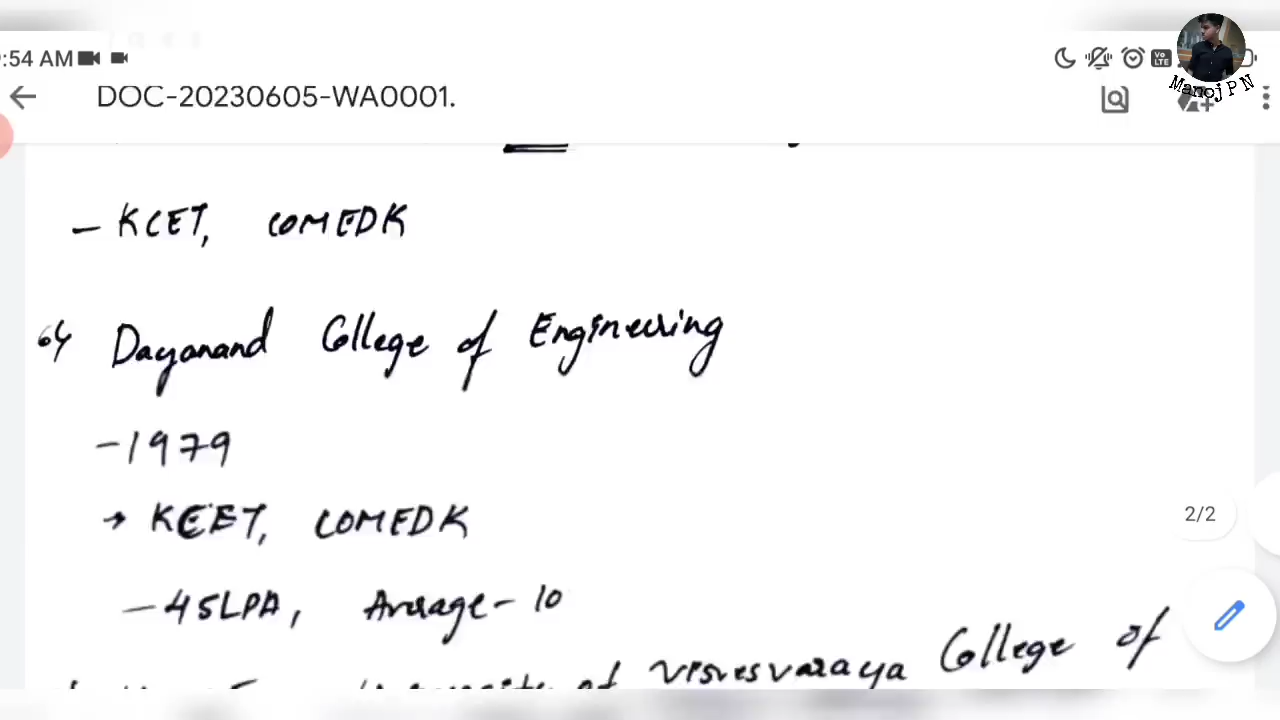 :54 AM
Manoj P N
DOC-20230605-WA0001.
- KCET, COMEDK
Dayanand College of Engineering
- 1979
→ KCET, COMEDK
2/2
- 45LPA, Average - 10
of Visvesvaraya College of